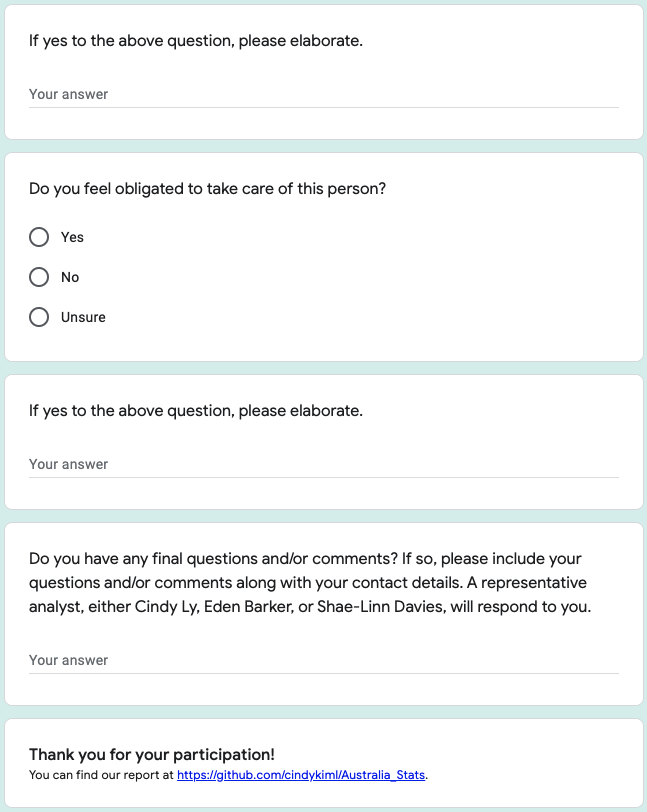 If yes to the above question, please elaborate.
Your answer
Do you feel obligated to take care of this person?
Yes
No
Unsure
If yes to the above question, please elaborate.
Your answer
Do you have any final questions and/or comments? If so, please include your
questions and/or comments along with your contact details. A representative
analyst, either Cindy Ly, Eden Barker, or Shae-Linn Davies, will respond to you.
Your answer
Thank you for your participation!
You can find our report at https://github.com/cindykiml/Australia_Stats.